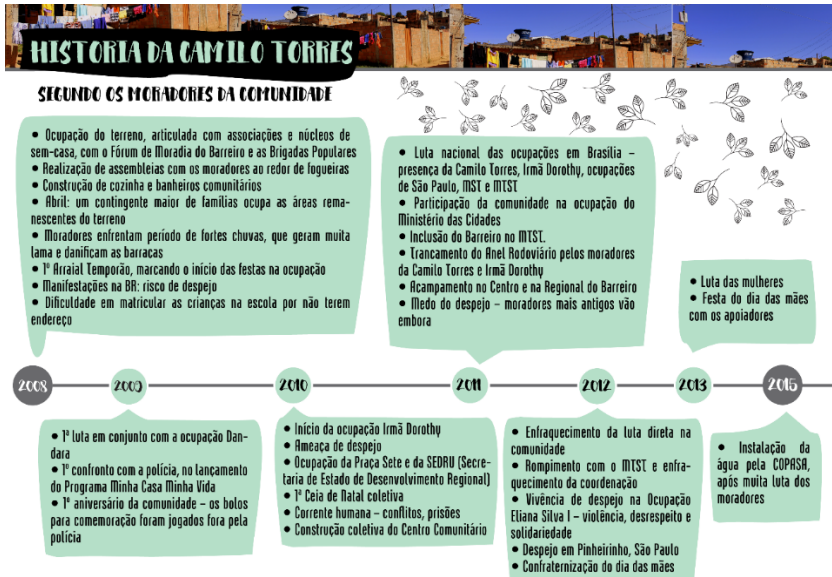 HISTORIA DA CAMILO TORRES
SEGUNDO OS MORADORES DA COMUNIDADE
• Ocupação do terreno, articulada com associações e núcleos de
sem-casa, com o Fórum de Moradia do Barreiro e as Brigadas Populares
• Realização de assembleias com os moradores ao redor de fogueiras
• Construção de cozinha e banheiros comunitários
• Abril: um contingente maior de famílias ocupa as áreas rema-
nescentes do terreno
• Moradores enfrentam período de fortes chuvas, que geram muita
lama e danificam as barracas
• 1º Arraial Temporão, marcando o início das festas na ocupação
• Manifestações na BR: risco de despejo
• Dificuldade em matricular as crianças na escola por não terem
endereço
• Luta nacional das ocupações em Brasília –
presença da Camilo Torres, Irmã Dorothy, ocupações
de São Paulo, MST e MTST
• Participação da comunidade na ocupação do
Ministério das Cidades
• Inclusão do Barreiro no MTST.
• Trancamento do Anel Rodoviário pelos moradores
da Camilo Torres e Irmã Dorothy
• Acampamento no Centro e na Regional do Barreiro
• Medo do despejo – moradores mais antigos vão
embora
• Luta das mulheres
• Festa do dia das mães
com os apoiadores
2008
2009
2010
2011
2012
2013
2015
• 1ª luta em conjunto com a ocupação Dan-
dara
• 1º confronto com a polícia, no lançamento
do Programa Minha Casa Minha Vida
• 1º aniversário da comunidade – os bolos
para comemoração foram jogados fora pela
polícia
• Início da ocupação Irmã Dorothy
• Ameaça de despejo
• Ocupação da Praça Sete e da SEDRU (Secre-
taria de Estado de Desenvolvimento Regional)
• 1ª Ceia de Natal coletiva
• Corrente humana – conflitos, prisões
• Construção coletiva do Centro Comunitário
• Enfraquecimento da luta direta na
comunidade
• Rompimento com o MTST e enfra-
quecimento da coordenação
• Vivência de despejo na Ocupação
Eliana Silva I – violência, desrespeito e
solidariedade
• Despejo em Pinheirinho, São Paulo
• Confraternização do dia das mães
• Instalação da
água pela COPASA,
após muita luta dos
moradores